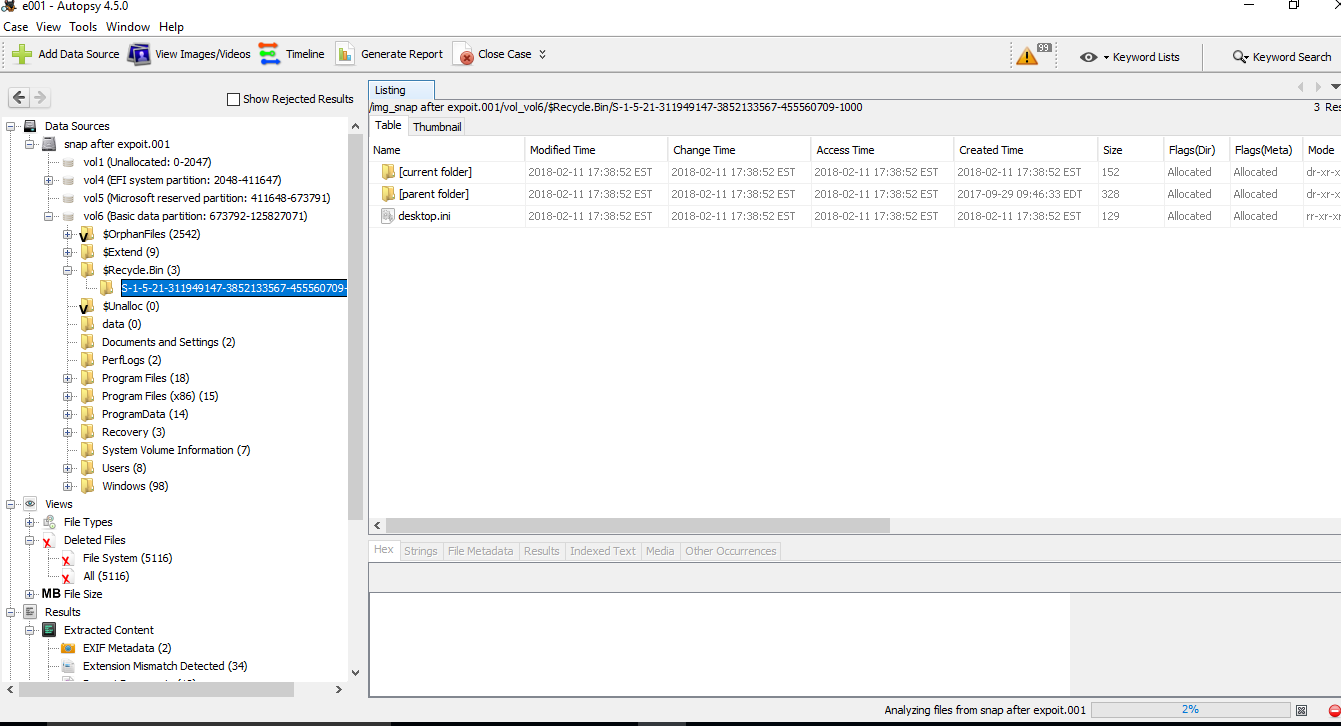 e001 - Autopsy 4.5.0
Case View Tools Window Help
Add Data Source View Images/Videos Timeline Generate Report Close Case 99 Keyword Lists Keyword Search
Show Rejected Results
Data Sources
snap after expoit.001
vol1 (Unallocated: 0-2047)
vol4 (EFI system partition: 2048-411647)
vol5 (Microsoft reserved partition: 411648-673791)
vol6 (Basic data partition: 673792-125827071)
$OrphanFiles (2542)
$Extend (9)
$Recycle.Bin (3)
S-1-5-21-311949147-3852133567-455560709-
$Unalloc (0)
data (0)
Documents and Settings (2)
PerfLogs (2)
Program Files (18)
Program Files (x86) (15)
ProgramData (14)
Recovery (3)
System Volume Information (7)
Users (8)
Windows (98)
Views
File Types
Deleted Files
File System (5116)
All (5116)
MB File Size
Results
Extracted Content
EXIF Metadata (2)
Extension Mismatch Detected (34)
Listing
/img_snap after expoit.001/vol_vol6/$Recycle.Bin/S-1-5-21-311949147-3852133567-455560709-1000
3 Res
Table Thumbnail
Name Modified Time Change Time Access Time Created Time Size Flags(Dir) Flags(Meta) Mode
[current folder] 2018-02-11 17:38:52 EST 2018-02-11 17:38:52 EST 2018-02-11 17:38:52 EST 2018-02-11 17:38:52 EST 152 Allocated Allocated dr-xr-x
[parent folder] 2018-02-11 17:38:52 EST 2018-02-11 17:38:52 EST 2018-02-11 17:38:52 EST 2017-09-29 09:46:33 EDT 328 Allocated Allocated dr-xr-x
desktop.ini 2018-02-11 17:38:52 EST 2018-02-11 17:38:52 EST 2018-02-11 17:38:52 EST 2018-02-11 17:38:52 EST 129 Allocated Allocated rr-xr-xr
Hex Strings File Metadata Results Indexed Text Media Other Occurrences
Analyzing files from snap after expoit.001 2%